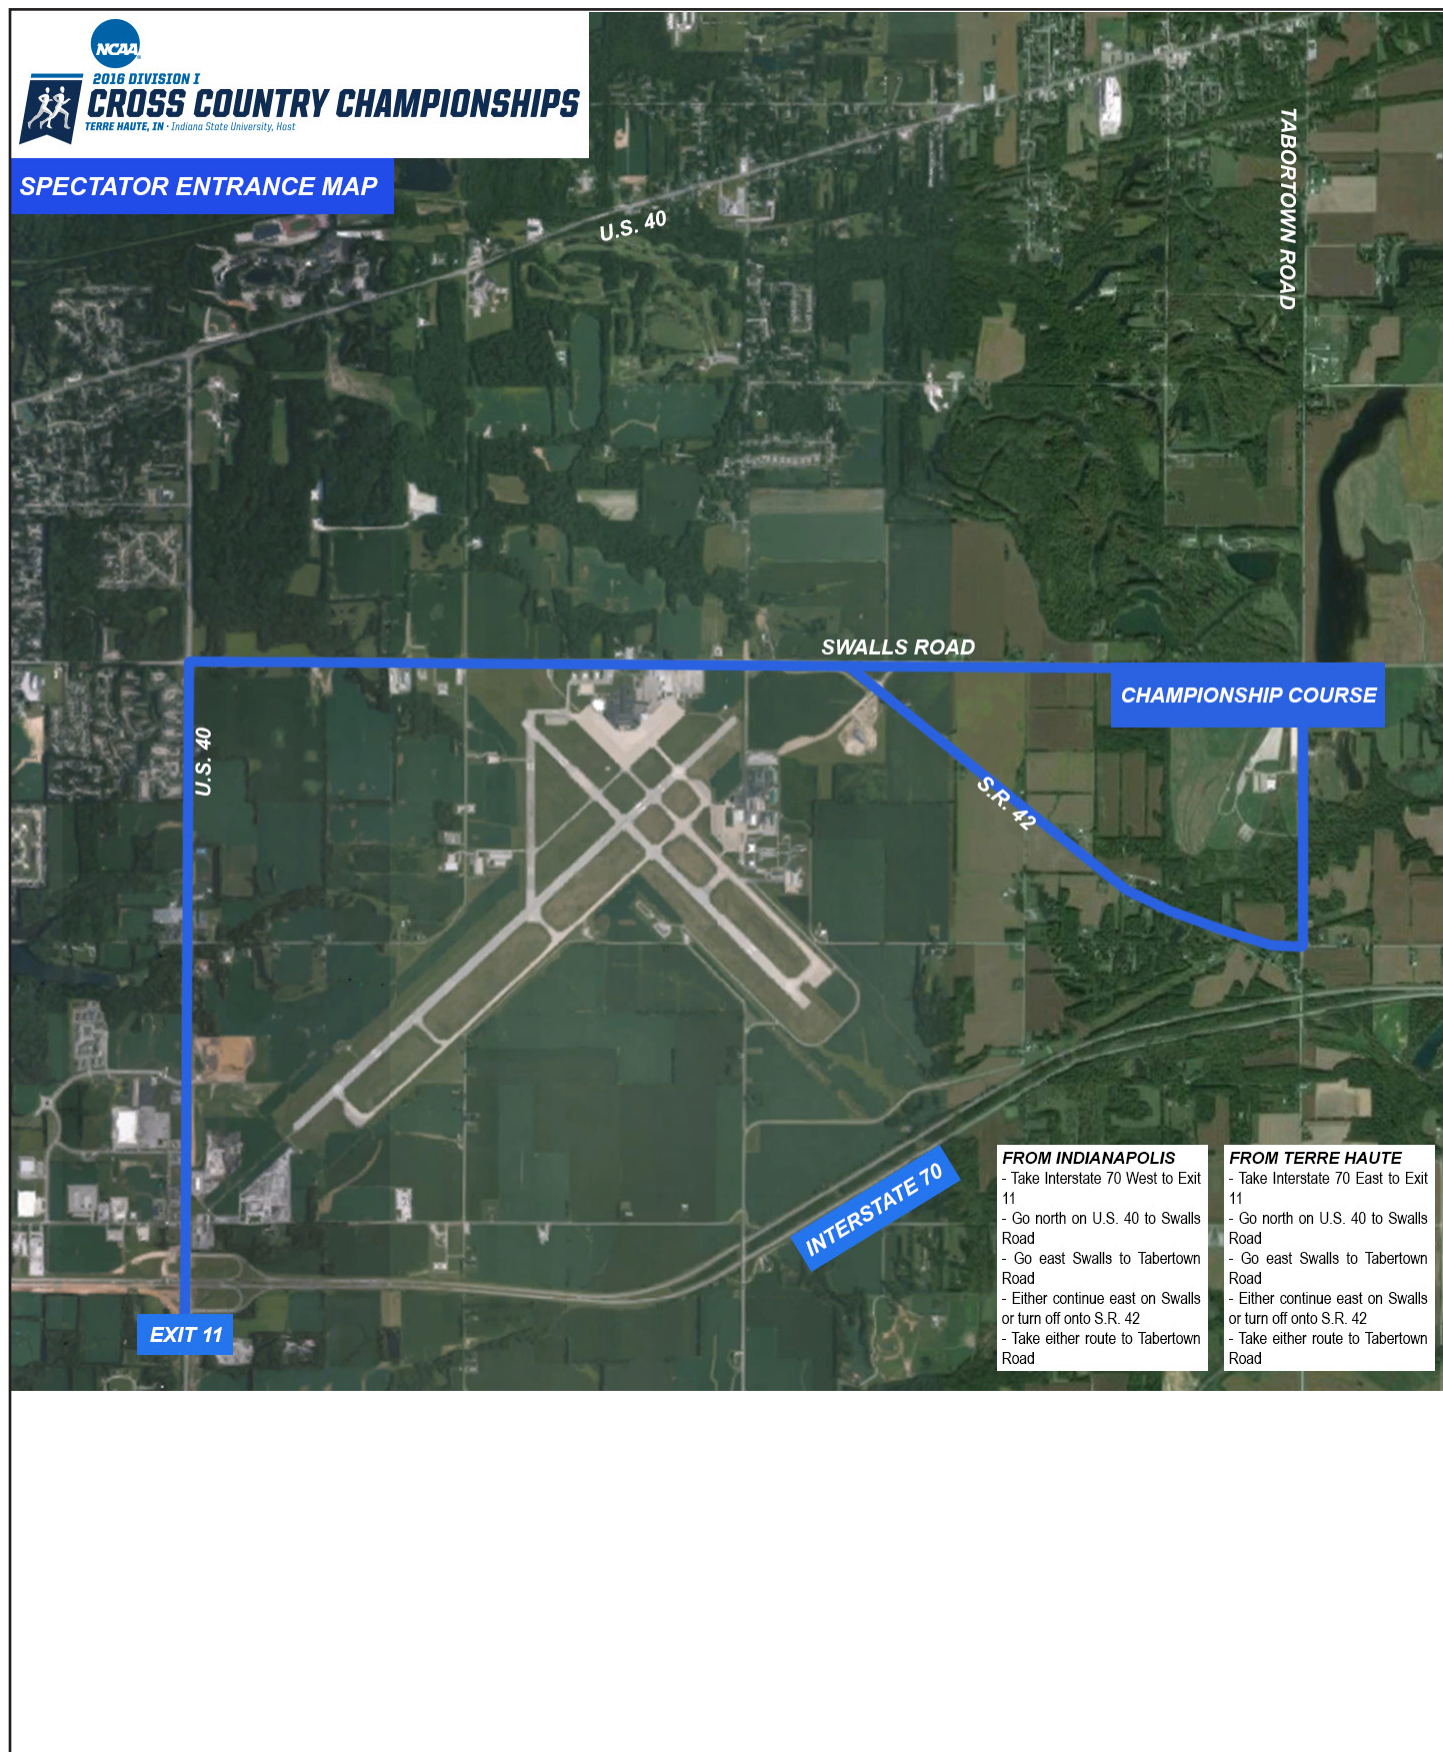 NCAA
2016 DIVISION I
CROSS COUNTRY CHAMPIONSHIPS
TERRE HAUTE, IN · Indiana State University, Host
SPECTATOR ENTRANCE MAP
TABORTOWN ROAD
U.S. 40
SWALLS ROAD
CHAMPIONSHIP COURSE
U.S. 40
S.R. 42
INTERSTATE 70
EXIT 11
FROM INDIANAPOLIS
- Take Interstate 70 West to Exit
11
- Go north on U.S. 40 to Swalls
Road
- Go east Swalls to Tabertown
Road
- Either continue east on Swalls
or turn off onto S.R. 42
- Take either route to Tabertown
Road
FROM TERRE HAUTE
- Take Interstate 70 East to Exit
11
- Go north on U.S. 40 to Swalls
Road
- Go east Swalls to Tabertown
Road
- Either continue east on Swalls
or turn off onto S.R. 42
- Take either route to Tabertown
Road